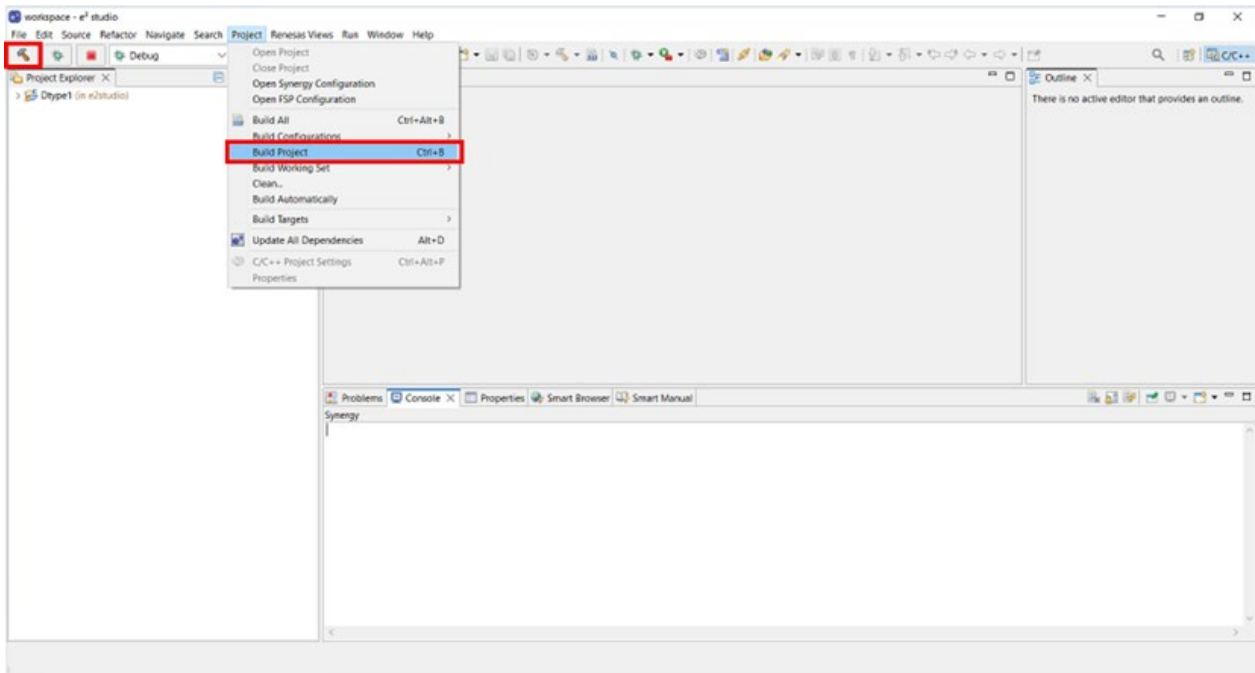 workspace - e² studio
File Edit Source Refactor Navigate Search Project Renesas Views Run Window Help
Debug
C/C++
Project Explorer
Dtype1 (in e2studio)
Open Project
Close Project
Open Synergy Configuration
Open FSP Configuration
Build All Ctrl+Alt+B
Build Configurations
Build Project Ctrl+B
Build Working Set
Clean...
Build Automatically
Build Targets
Update All Dependencies Alt+D
C/C++ Project Settings Ctrl+Alt+P
Properties
Outline
There is no active editor that provides an outline.
Problems Console Properties Smart Browser Smart Manual
Synergy